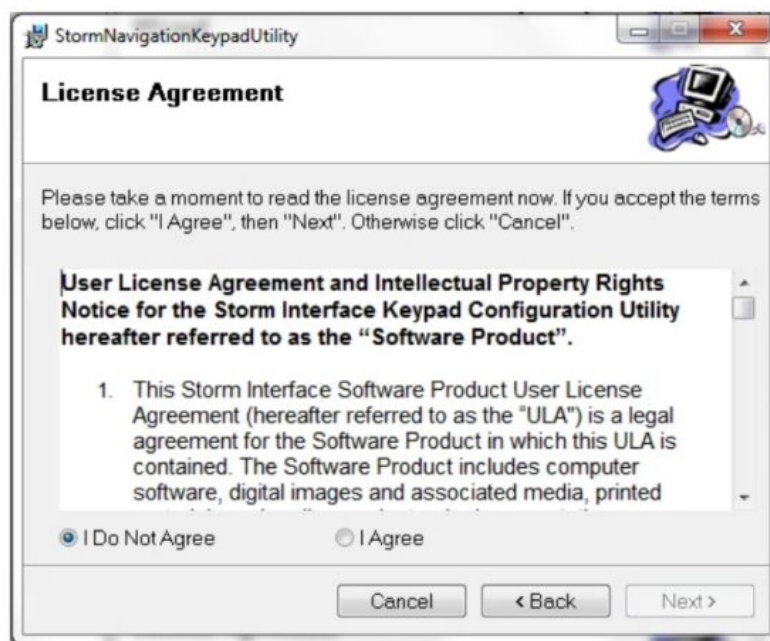 StormNavigationKeypadUtility
License Agreement
Please take a moment to read the license agreement now. If you accept the terms
below, click "I Agree", then "Next". Otherwise click "Cancel".
User License Agreement and Intellectual Property Rights
Notice for the Storm Interface Keypad Configuration Utility
hereafter referred to as the “Software Product”.
1. This Storm Interface Software Product User License
Agreement (hereafter referred to as the "ULA") is a legal
agreement for the Software Product in which this ULA is
contained. The Software Product includes computer
software, digital images and associated media, printed
I Do Not Agree I Agree
Cancel < Back Next >